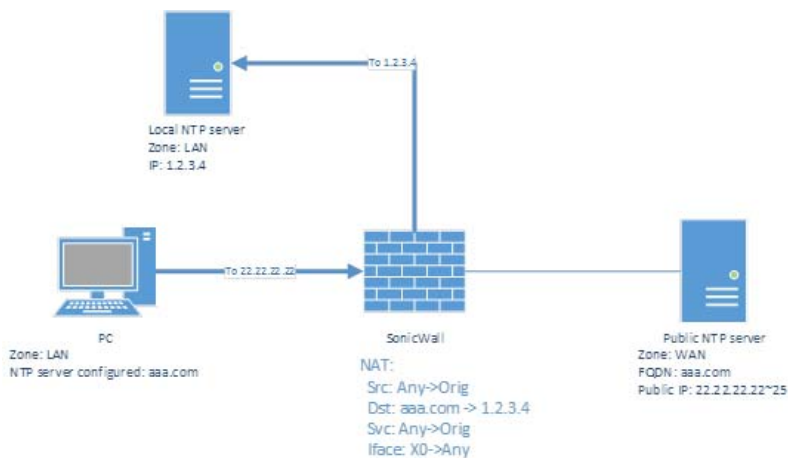 To 1.2.3.4
Local NTP server
Zone: LAN
IP: 1.2.3.4
To 22.22.22.22
PC
Zone: LAN
NTP server configured: aaa.com
SonicWall
NAT:
Src: Any->Orig
Dst: aaa.com -> 1.2.3.4
Svc: Any->Orig
Iface: X0->Any
Public NTP server
Zone: WAN
FQDN: aaa.com
Public IP: 22.22.22.22~25